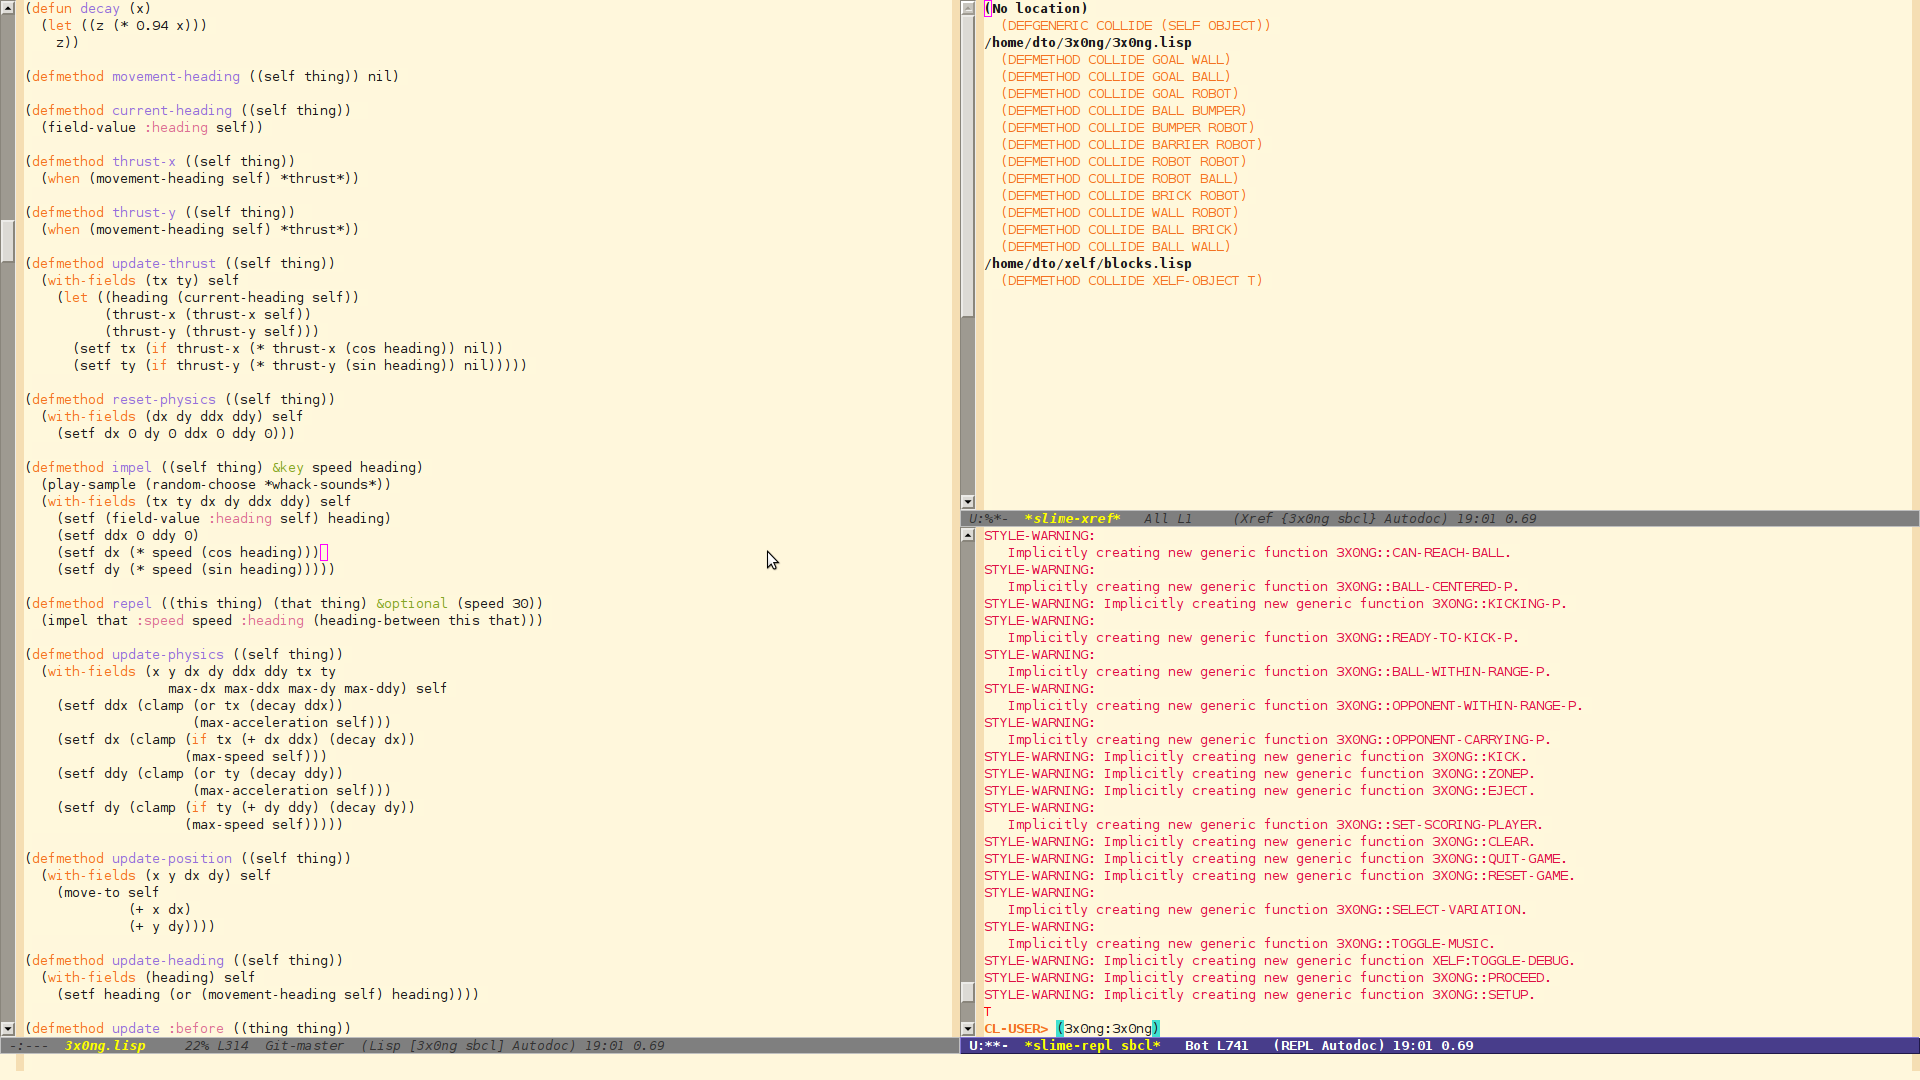 (defun decay (x)
  (let ((z (* 0.94 x)))
    z))

(defmethod movement-heading ((self thing)) nil)

(defmethod current-heading ((self thing))
  (field-value :heading self))

(defmethod thrust-x ((self thing))
  (when (movement-heading self) *thrust*))

(defmethod thrust-y ((self thing))
  (when (movement-heading self) *thrust*))

(defmethod update-thrust ((self thing))
  (with-fields (tx ty) self
    (let ((heading (current-heading self))
          (thrust-x (thrust-x self))
          (thrust-y (thrust-y self)))
      (setf tx (if thrust-x (* thrust-x (cos heading)) nil))
      (setf ty (if thrust-y (* thrust-y (sin heading)) nil)))))

(defmethod reset-physics ((self thing))
  (with-fields (dx dy ddx ddy) self
    (setf dx 0 dy 0 ddx 0 ddy 0)))

(defmethod impel ((self thing) &key speed heading)
  (play-sample (random-choose *whack-sounds*))
  (with-fields (tx ty dx dy ddx ddy) self
    (setf (field-value :heading self) heading)
    (setf ddx 0 ddy 0)
    (setf dx (* speed (cos heading)))
    (setf dy (* speed (sin heading)))))

(defmethod repel ((this thing) (that thing) &optional (speed 30))
  (impel that :speed speed :heading (heading-between this that)))

(defmethod update-physics ((self thing))
  (with-fields (x y dx dy ddx ddy tx ty
                  max-dx max-ddx max-dy max-ddy) self
    (setf ddx (clamp (or tx (decay ddx))
                     (max-acceleration self)))
    (setf dx (clamp (if tx (+ dx ddx) (decay dx))
                    (max-speed self)))
    (setf ddy (clamp (or ty (decay ddy))
                     (max-acceleration self)))
    (setf dy (clamp (if ty (+ dy ddy) (decay dy))
                    (max-speed self)))))

(defmethod update-position ((self thing))
  (with-fields (x y dx dy) self
    (move-to self
             (+ x dx)
             (+ y dy))))

(defmethod update-heading ((self thing))
  (with-fields (heading) self
    (setf heading (or (movement-heading self) heading))))

(defmethod update :before ((thing thing))
-:---  3x0ng.lisp     22% L314  Git-master  (Lisp [3x0ng sbcl] Autodoc) 19:01 0.69
(No location)
  (DEFGENERIC COLLIDE (SELF OBJECT))
/home/dto/3x0ng/3x0ng.lisp
  (DEFMETHOD COLLIDE GOAL WALL)
  (DEFMETHOD COLLIDE GOAL BALL)
  (DEFMETHOD COLLIDE GOAL ROBOT)
  (DEFMETHOD COLLIDE BALL BUMPER)
  (DEFMETHOD COLLIDE BUMPER ROBOT)
  (DEFMETHOD COLLIDE BARRIER ROBOT)
  (DEFMETHOD COLLIDE ROBOT ROBOT)
  (DEFMETHOD COLLIDE ROBOT BALL)
  (DEFMETHOD COLLIDE BRICK ROBOT)
  (DEFMETHOD COLLIDE WALL ROBOT)
  (DEFMETHOD COLLIDE BALL BRICK)
  (DEFMETHOD COLLIDE BALL WALL)
/home/dto/xelf/blocks.lisp
  (DEFMETHOD COLLIDE XELF-OBJECT T)
U:%*-  *slime-xref*   All L1     (Xref {3x0ng sbcl} Autodoc) 19:01 0.69
STYLE-WARNING:
   Implicitly creating new generic function 3X0NG::CAN-REACH-BALL.
STYLE-WARNING:
   Implicitly creating new generic function 3X0NG::BALL-CENTERED-P.
STYLE-WARNING: Implicitly creating new generic function 3X0NG::KICKING-P.
STYLE-WARNING:
   Implicitly creating new generic function 3X0NG::READY-TO-KICK-P.
STYLE-WARNING:
   Implicitly creating new generic function 3X0NG::BALL-WITHIN-RANGE-P.
STYLE-WARNING:
   Implicitly creating new generic function 3X0NG::OPPONENT-WITHIN-RANGE-P.
STYLE-WARNING:
   Implicitly creating new generic function 3X0NG::OPPONENT-CARRYING-P.
STYLE-WARNING: Implicitly creating new generic function 3X0NG::KICK.
STYLE-WARNING: Implicitly creating new generic function 3X0NG::ZONEP.
STYLE-WARNING: Implicitly creating new generic function 3X0NG::EJECT.
STYLE-WARNING:
   Implicitly creating new generic function 3X0NG::SET-SCORING-PLAYER.
STYLE-WARNING: Implicitly creating new generic function 3X0NG::CLEAR.
STYLE-WARNING: Implicitly creating new generic function 3X0NG::QUIT-GAME.
STYLE-WARNING: Implicitly creating new generic function 3X0NG::RESET-GAME.
STYLE-WARNING:
   Implicitly creating new generic function 3X0NG::SELECT-VARIATION.
STYLE-WARNING:
   Implicitly creating new generic function 3X0NG::TOGGLE-MUSIC.
STYLE-WARNING: Implicitly creating new generic function XELF:TOGGLE-DEBUG.
STYLE-WARNING: Implicitly creating new generic function 3X0NG::PROCEED.
STYLE-WARNING: Implicitly creating new generic function 3X0NG::SETUP.
T
CL-USER> (3x0ng:3x0ng)
U:**-  *slime-repl sbcl*   Bot L741   (REPL Autodoc) 19:01 0.69